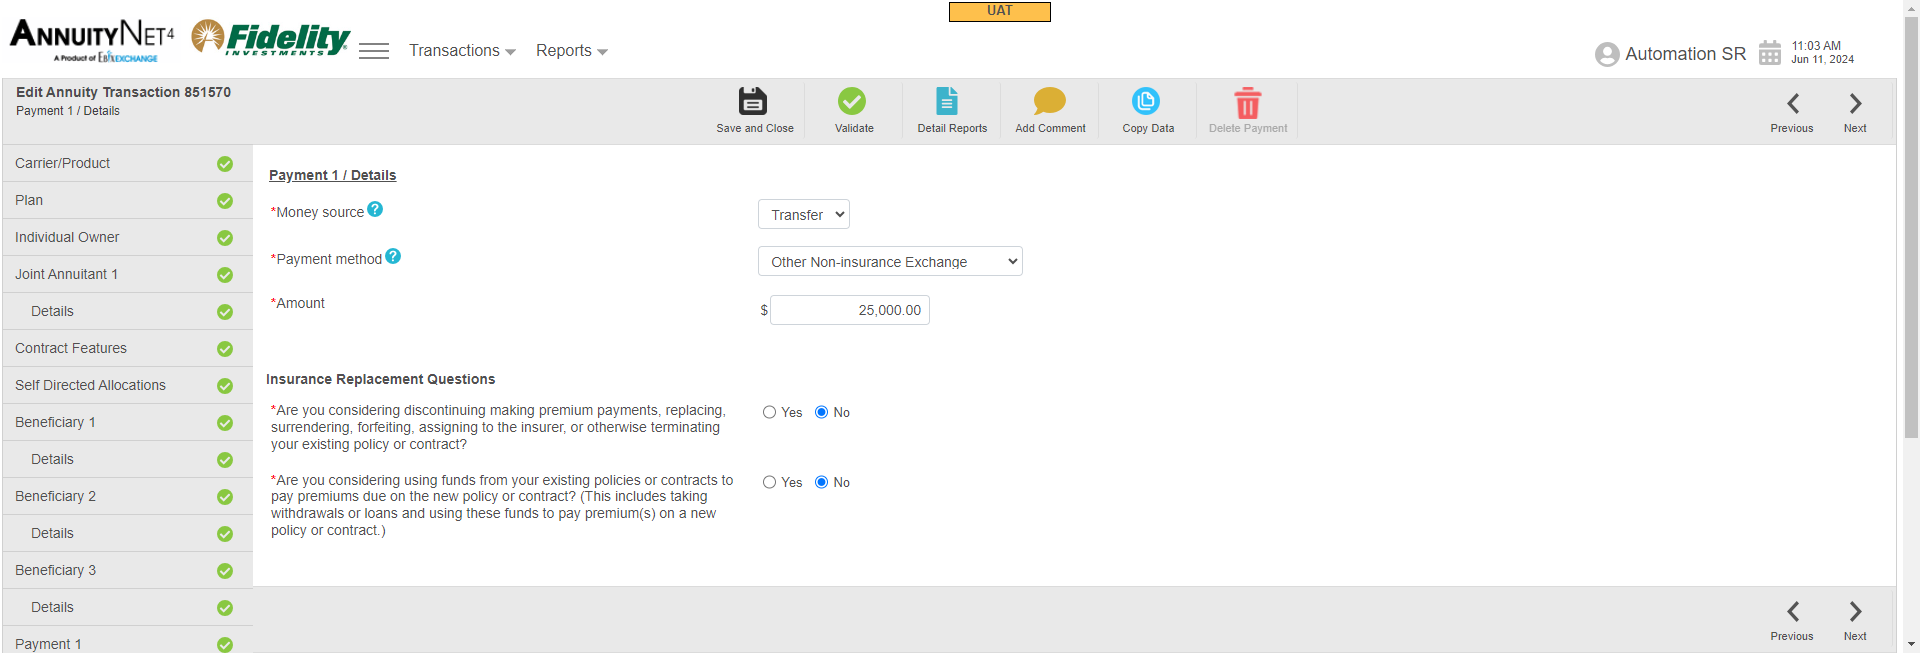 UAT
ANNUITYNET4
A Product of EbixEXCHANGE
Fidelity
INVESTMENTS
Transactions
Reports
Automation SR
11:03 AM
Jun 11, 2024
Edit Annuity Transaction 851570
Payment 1 / Details
Save and Close
Validate
Detail Reports
Add Comment
Copy Data
Delete Payment
Previous
Next
Carrier/Product
Plan
Individual Owner
Joint Annuitant 1
Details
Contract Features
Self Directed Allocations
Beneficiary 1
Details
Beneficiary 2
Details
Beneficiary 3
Details
Payment 1
Payment 1 / Details
*Money source ?
Transfer
*Payment method ?
Other Non-insurance Exchange
*Amount
$ 25,000.00
Insurance Replacement Questions
*Are you considering discontinuing making premium payments, replacing,
surrendering, forfeiting, assigning to the insurer, or otherwise terminating
your existing policy or contract?
Yes No
*Are you considering using funds from your existing policies or contracts to
pay premiums due on the new policy or contract? (This includes taking
withdrawals or loans and using these funds to pay premium(s) on a new
policy or contract.)
Yes No
Previous
Next